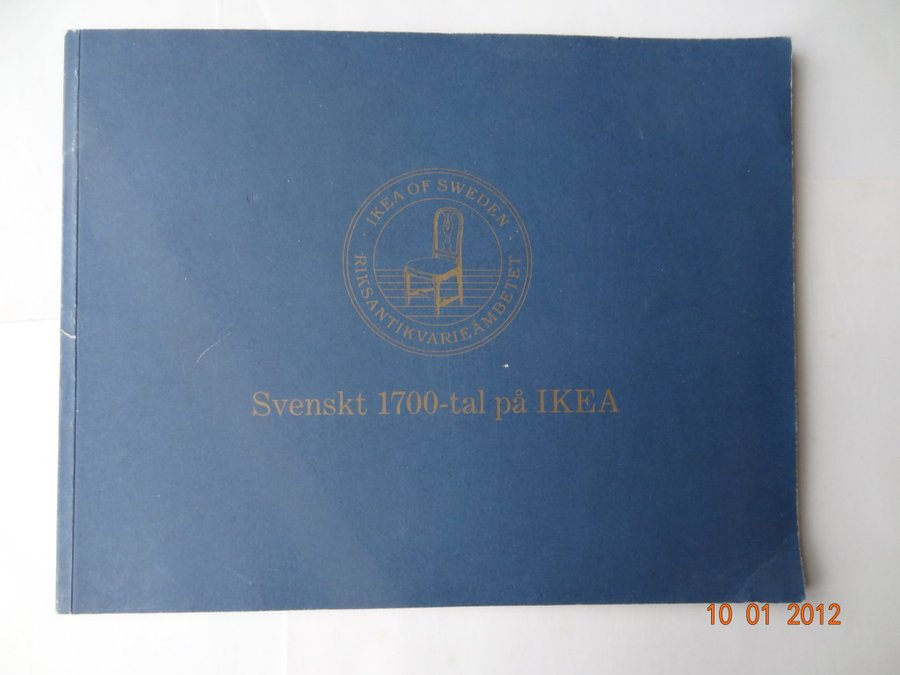 · IKEA OF SWEDEN ·
RIKSANTIKVARIEÄMBETET
Svenskt 1700-tal på IKEA
10 01 2012